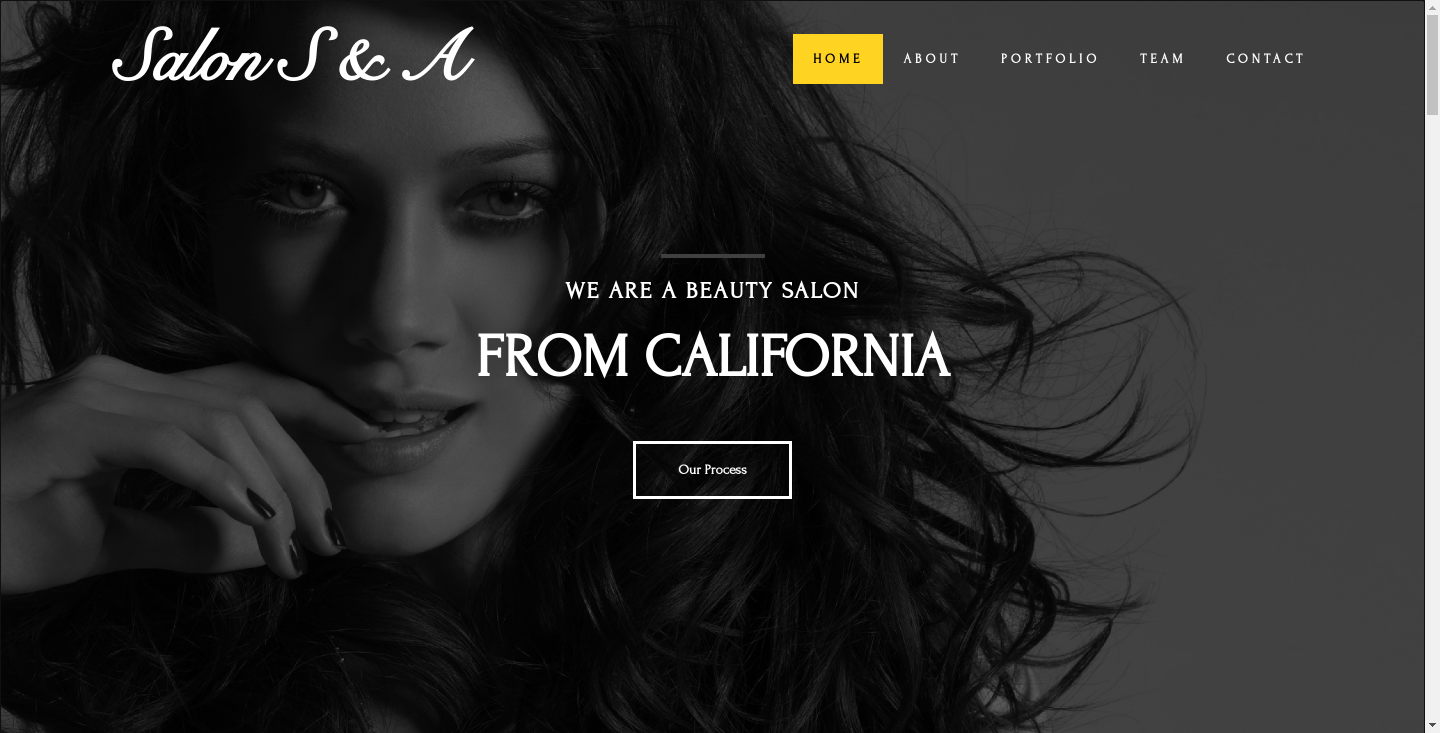 Salon S & A
HOME ABOUT PORTFOLIO TEAM CONTACT
WE ARE A BEAUTY SALON
FROM CALIFORNIA
Our Process